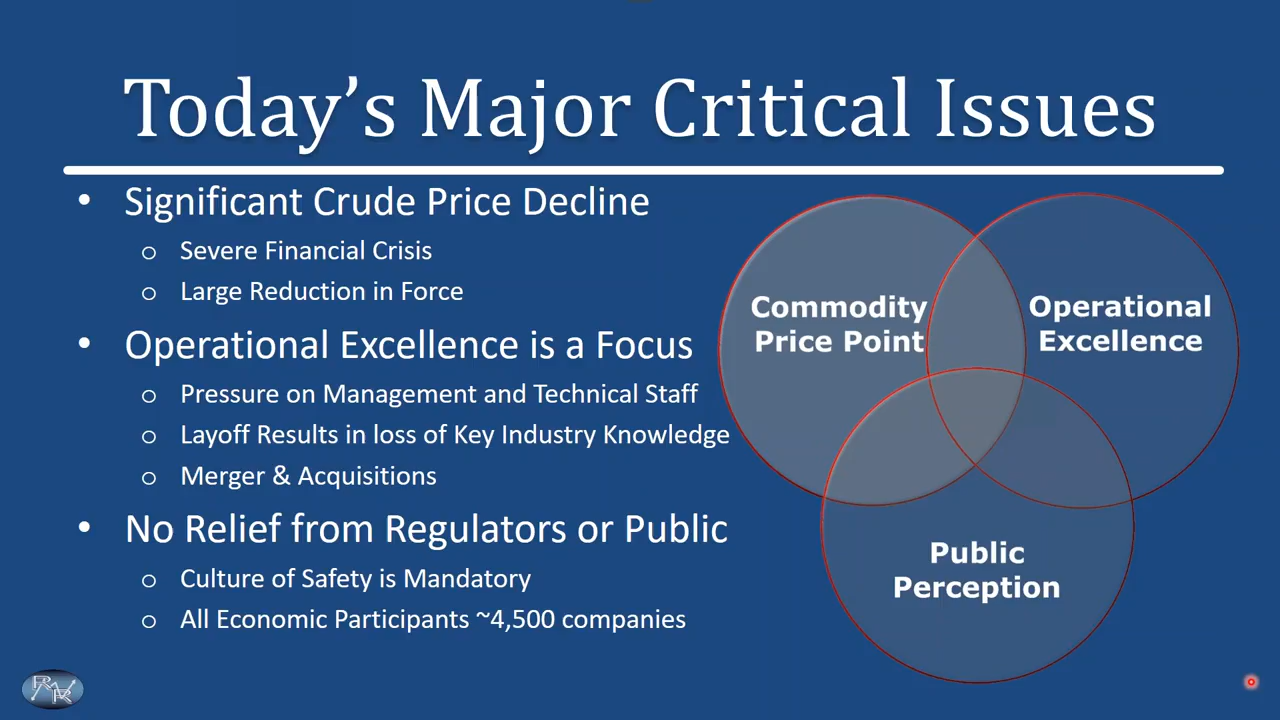 Today’s Major Critical Issues
• Significant Crude Price Decline
o Severe Financial Crisis
o Large Reduction in Force
• Operational Excellence is a Focus
o Pressure on Management and Technical Staff
o Layoff Results in loss of Key Industry Knowledge
o Merger & Acquisitions
• No Relief from Regulators or Public
o Culture of Safety is Mandatory
o All Economic Participants ~4,500 companies
Commodity
Price Point
Operational
Excellence
Public
Perception
RR